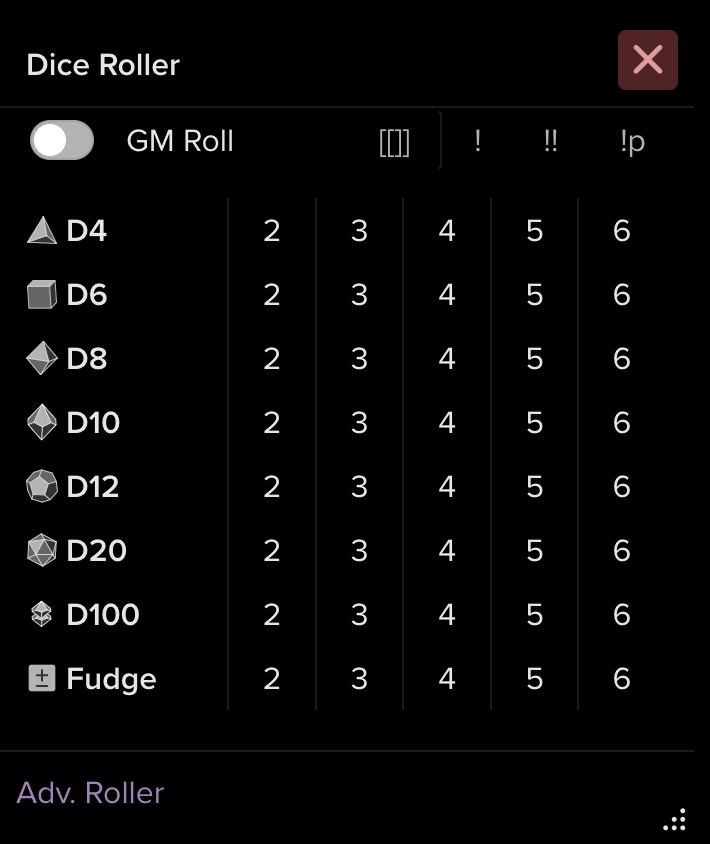 Dice Roller
GM Roll [[]] ! !! !p
D4 2 3 4 5 6
D6 2 3 4 5 6
D8 2 3 4 5 6
D10 2 3 4 5 6
D12 2 3 4 5 6
D20 2 3 4 5 6
D100 2 3 4 5 6
Fudge 2 3 4 5 6
Adv. Roller